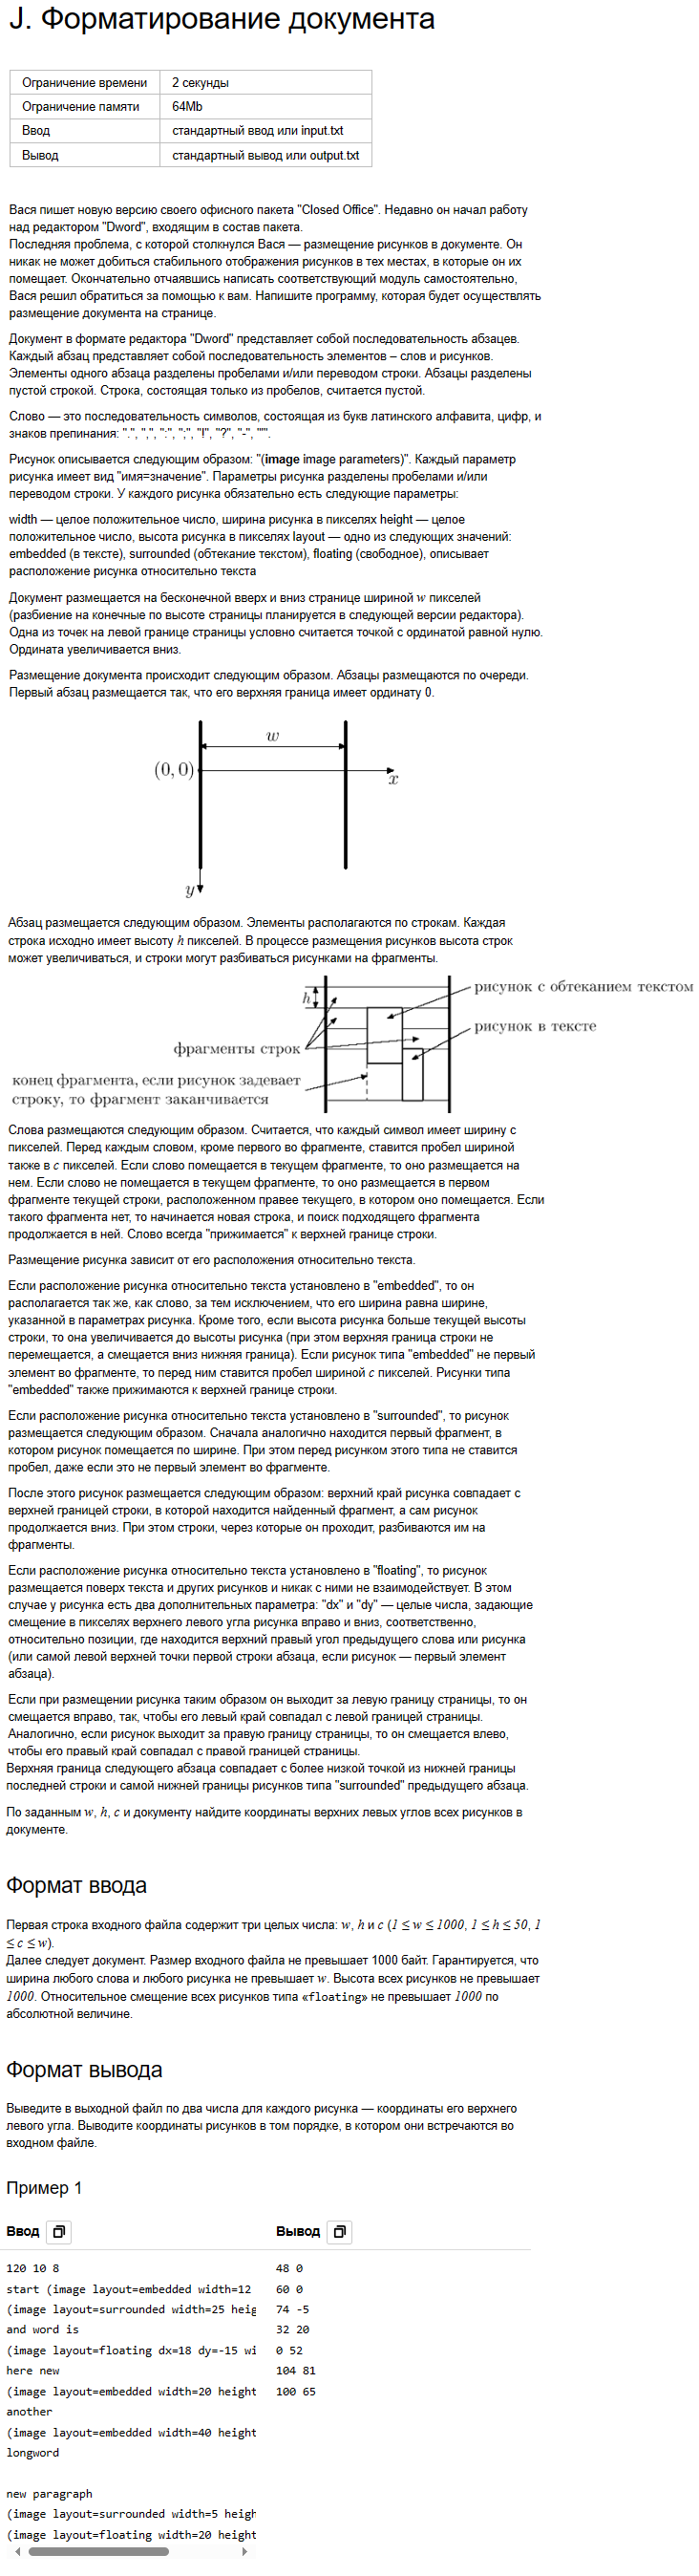 J. Форматирование документа
Ограничение времени	2 секунды
Ограничение памяти	64Mb
Ввод	стандартный ввод или input.txt
Вывод	стандартный вывод или output.txt
Вася пишет новую версию своего офисного пакета "Closed Office". Недавно он начал работу
над редактором "Dword", входящим в состав пакета.
Последняя проблема, с которой столкнулся Вася — размещение рисунков в документе. Он
никак не может добиться стабильного отображения рисунков в тех местах, в которые он их
помещает. Окончательно отчаявшись написать соответствующий модуль самостоятельно,
Вася решил обратиться за помощью к вам. Напишите программу, которая будет осуществлять
размещение документа на странице.
Документ в формате редактора "Dword" представляет собой последовательность абзацев.
Каждый абзац представляет собой последовательность элементов – слов и рисунков.
Элементы одного абзаца разделены пробелами и/или переводом строки. Абзацы разделены
пустой строкой. Строка, состоящая только из пробелов, считается пустой.
Слово — это последовательность символов, состоящая из букв латинского алфавита, цифр, и
знаков препинания: ".", ",", ":", ";", "!", "?", "-", "'".
Рисунок описывается следующим образом: "(image image parameters)". Каждый параметр
рисунка имеет вид "имя=значение". Параметры рисунка разделены пробелами и/или
переводом строки. У каждого рисунка обязательно есть следующие параметры:
width — целое положительное число, ширина рисунка в пикселях height — целое
положительное число, высота рисунка в пикселях layout — одно из следующих значений:
embedded (в тексте), surrounded (обтекание текстом), floating (свободное), описывает
расположение рисунка относительно текста
Документ размещается на бесконечной вверх и вниз странице шириной w пикселей
(разбиение на конечные по высоте страницы планируется в следующей версии редактора).
Одна из точек на левой границе страницы условно считается точкой с ординатой равной нулю.
Ордината увеличивается вниз.
Размещение документа происходит следующим образом. Абзацы размещаются по очереди.
Первый абзац размещается так, что его верхняя граница имеет ординату 0.
w
(0, 0)
x
y
Абзац размещается следующим образом. Элементы располагаются по строкам. Каждая
строка исходно имеет высоту h пикселей. В процессе размещения рисунков высота строк
может увеличиваться, и строки могут разбиваться рисунками на фрагменты.
h
рисунок с обтеканием текстом
рисунок в тексте
фрагменты строк
конец фрагмента, если рисунок задевает
строку, то фрагмент заканчивается
Слова размещаются следующим образом. Считается, что каждый символ имеет ширину c
пикселей. Перед каждым словом, кроме первого во фрагменте, ставится пробел шириной
также в c пикселей. Если слово помещается в текущем фрагменте, то оно размещается на
нем. Если слово не помещается в текущем фрагменте, то оно размещается в первом
фрагменте текущей строки, расположенном правее текущего, в котором оно помещается. Если
такого фрагмента нет, то начинается новая строка, и поиск подходящего фрагмента
продолжается в ней. Слово всегда "прижимается" к верхней границе строки.
Размещение рисунка зависит от его расположения относительно текста.
Если расположение рисунка относительно текста установлено в "embedded", то он
располагается так же, как слово, за тем исключением, что его ширина равна ширине,
указанной в параметрах рисунка. Кроме того, если высота рисунка больше текущей высоты
строки, то она увеличивается до высоты рисунка (при этом верхняя граница строки не
перемещается, а смещается вниз нижняя граница). Если рисунок типа "embedded" не первый
элемент во фрагменте, то перед ним ставится пробел шириной c пикселей. Рисунки типа
"embedded" также прижимаются к верхней границе строки.
Если расположение рисунка относительно текста установлено в "surrounded", то рисунок
размещается следующим образом. Сначала аналогично находится первый фрагмент, в
котором рисунок помещается по ширине. При этом перед рисунком этого типа не ставится
пробел, даже если это не первый элемент во фрагменте.
После этого рисунок размещается следующим образом: верхний край рисунка совпадает с
верхней границей строки, в которой находится найденный фрагмент, а сам рисунок
продолжается вниз. При этом строки, через которые он проходит, разбиваются им на
фрагменты.
Если расположение рисунка относительно текста установлено в "floating", то рисунок
размещается поверх текста и других рисунков и никак с ними не взаимодействует. В этом
случае у рисунка есть два дополнительных параметра: "dx" и "dy" — целые числа, задающие
смещение в пикселях верхнего левого угла рисунка вправо и вниз, соответственно,
относительно позиции, где находится верхний правый угол предыдущего слова или рисунка
(или самой левой верхней точки первой строки абзаца, если рисунок — первый элемент
абзаца).
Если при размещении рисунка таким образом он выходит за левую границу страницы, то он
смещается вправо, так, чтобы его левый край совпадал с левой границей страницы.
Аналогично, если рисунок выходит за правую границу страницы, то он смещается влево,
чтобы его правый край совпадал с правой границей страницы.
Верхняя граница следующего абзаца совпадает с более низкой точкой из нижней границы
последней строки и самой нижней границы рисунков типа "surrounded" предыдущего абзаца.
По заданным w, h, c и документу найдите координаты верхних левых углов всех рисунков в
документе.
Формат ввода
Первая строка входного файла содержит три целых числа: w, h и c (1 ≤ w ≤ 1000, 1 ≤ h ≤ 50, 1
≤ c ≤ w).
Далее следует документ. Размер входного файла не превышает 1000 байт. Гарантируется, что
ширина любого слова и любого рисунка не превышает w. Высота всех рисунков не превышает
1000. Относительное смещение всех рисунков типа «floating» не превышает 1000 по
абсолютной величине.
Формат вывода
Выведите в выходной файл по два числа для каждого рисунка — координаты его верхнего
левого угла. Выводите координаты рисунков в том порядке, в котором они встречаются во
входном файле.
Пример 1
Ввод	Вывод
120 10 8	48 0
start (image layout=embedded width=12	60 0
(image layout=surrounded width=25 heig	74 -5
and word is	32 20
(image layout=floating dx=18 dy=-15 wi	0 52
here new	104 81
(image layout=embedded width=20 height	100 65
another
(image layout=embedded width=40 height
longword
new paragraph
(image layout=surrounded width=5 heigh
(image layout=floating width=20 height